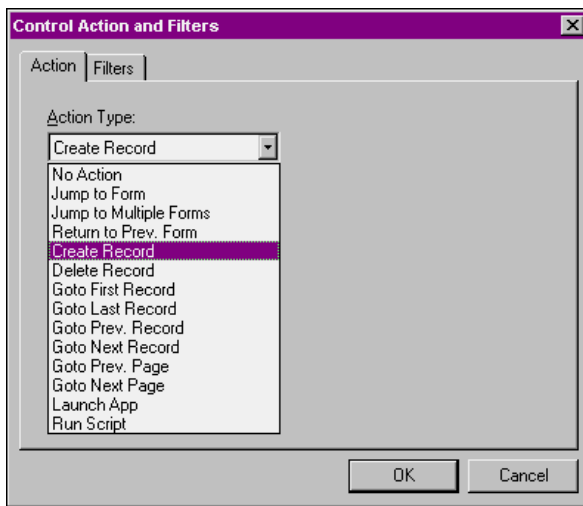 Control Action and Filters
Action Filters
Action Type:
Create Record
No Action
Jump to Form
Jump to Multiple Forms
Return to Prev. Form
Create Record
Delete Record
Goto First Record
Goto Last Record
Goto Prev. Record
Goto Next Record
Goto Prev. Page
Goto Next Page
Launch App
Run Script
OK Cancel